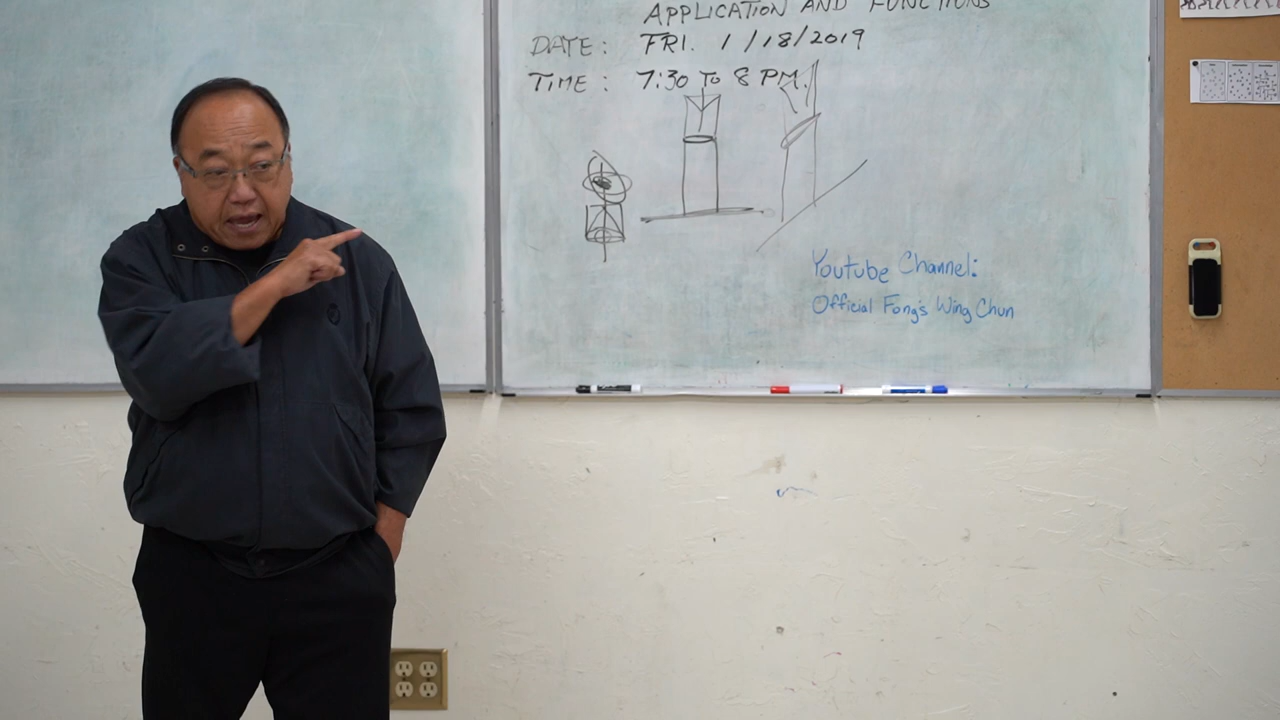 APPLICATION AND FUNCTIONS
DATE: FRI. 1/18/2019
TIME: 7:30 TO 8 PM.
Youtube Channel:
Official Fong's Wing Chun